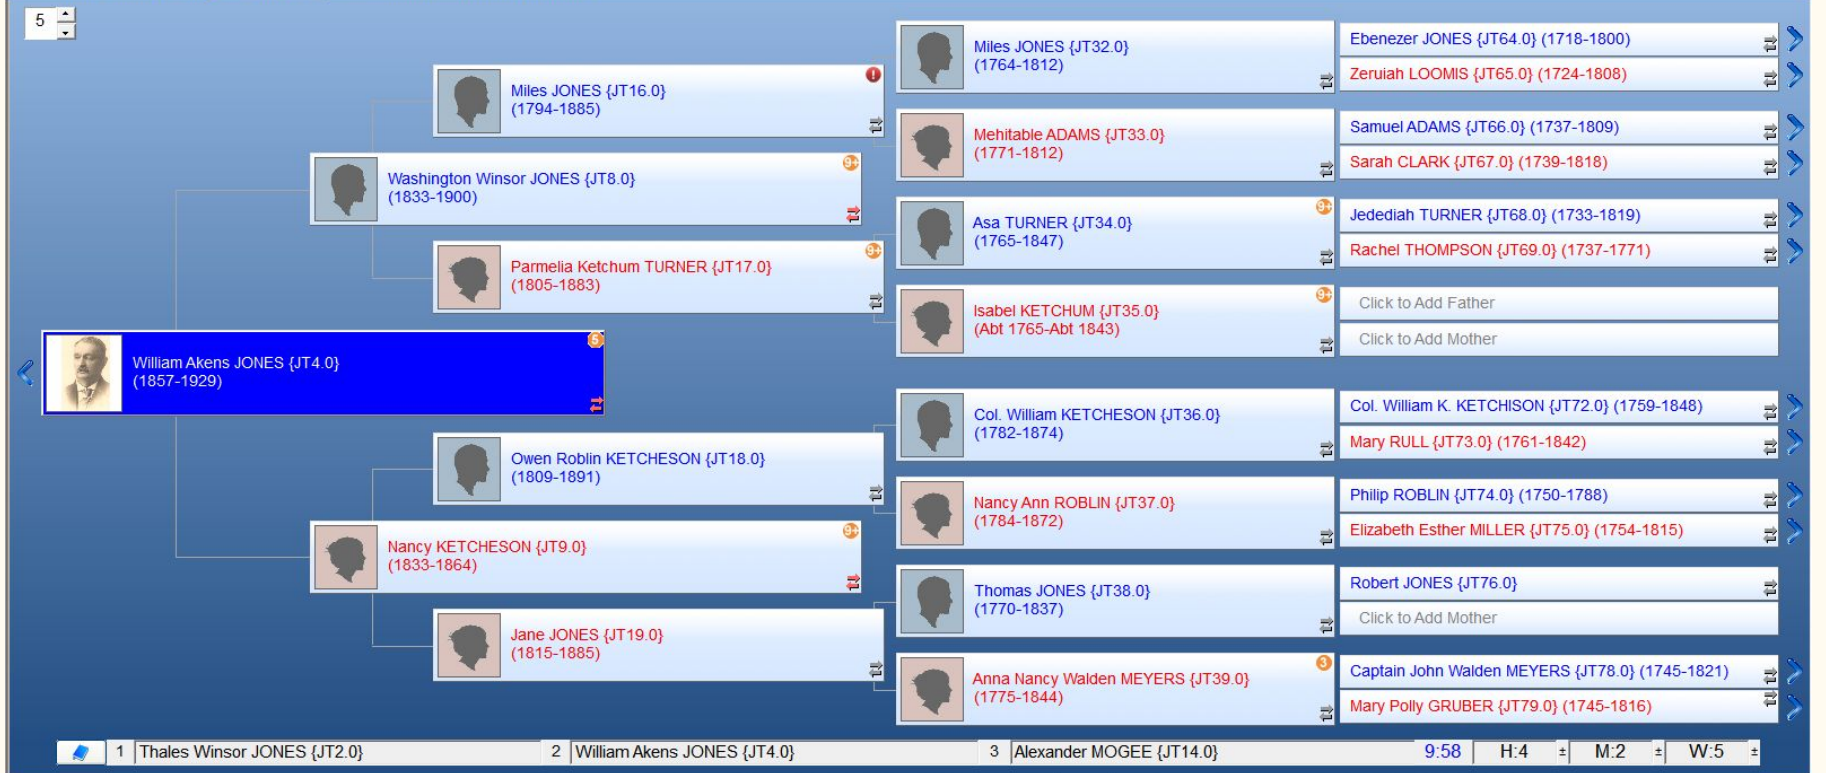 5
Miles JONES {JT32.0}
(1764-1812)
Ebenezer JONES {JT64.0} (1718-1800)
Zeruiah LOOMIS {JT65.0} (1724-1808)
Miles JONES {JT16.0}
(1794-1885)
!
Mehitable ADAMS {JT33.0}
(1771-1812)
Samuel ADAMS {JT66.0} (1737-1809)
Sarah CLARK {JT67.0} (1739-1818)
Washington Winsor JONES {JT8.0}
(1833-1900)
9+
Asa TURNER {JT34.0}
(1765-1847)
9+
Jedediah TURNER {JT68.0} (1733-1819)
Rachel THOMPSON {JT69.0} (1737-1771)
Parmelia Ketchum TURNER {JT17.0}
(1805-1883)
9+
Isabel KETCHUM {JT35.0}
(Abt 1765-Abt 1843)
9+
Click to Add Father
Click to Add Mother
William Akens JONES {JT4.0}
(1857-1929)
5
Col. William KETCHESON {JT36.0}
(1782-1874)
Col. William K. KETCHISON {JT72.0} (1759-1848)
Mary RULL {JT73.0} (1761-1842)
Owen Roblin KETCHESON {JT18.0}
(1809-1891)
Nancy Ann ROBLIN {JT37.0}
(1784-1872)
Philip ROBLIN {JT74.0} (1750-1788)
Elizabeth Esther MILLER {JT75.0} (1754-1815)
Nancy KETCHESON {JT9.0}
(1833-1864)
9+
Thomas JONES {JT38.0}
(1770-1837)
Robert JONES {JT76.0}
Click to Add Mother
Jane JONES {JT19.0}
(1815-1885)
Anna Nancy Walden MEYERS {JT39.0}
(1775-1844)
3
Captain John Walden MEYERS {JT78.0} (1745-1821)
Mary Polly GRUBER {JT79.0} (1745-1816)
1 Thales Winsor JONES {JT2.0} 2 William Akens JONES {JT4.0} 3 Alexander MOGEE {JT14.0} 9:58 H:4 ± M:2 ± W:5 ±